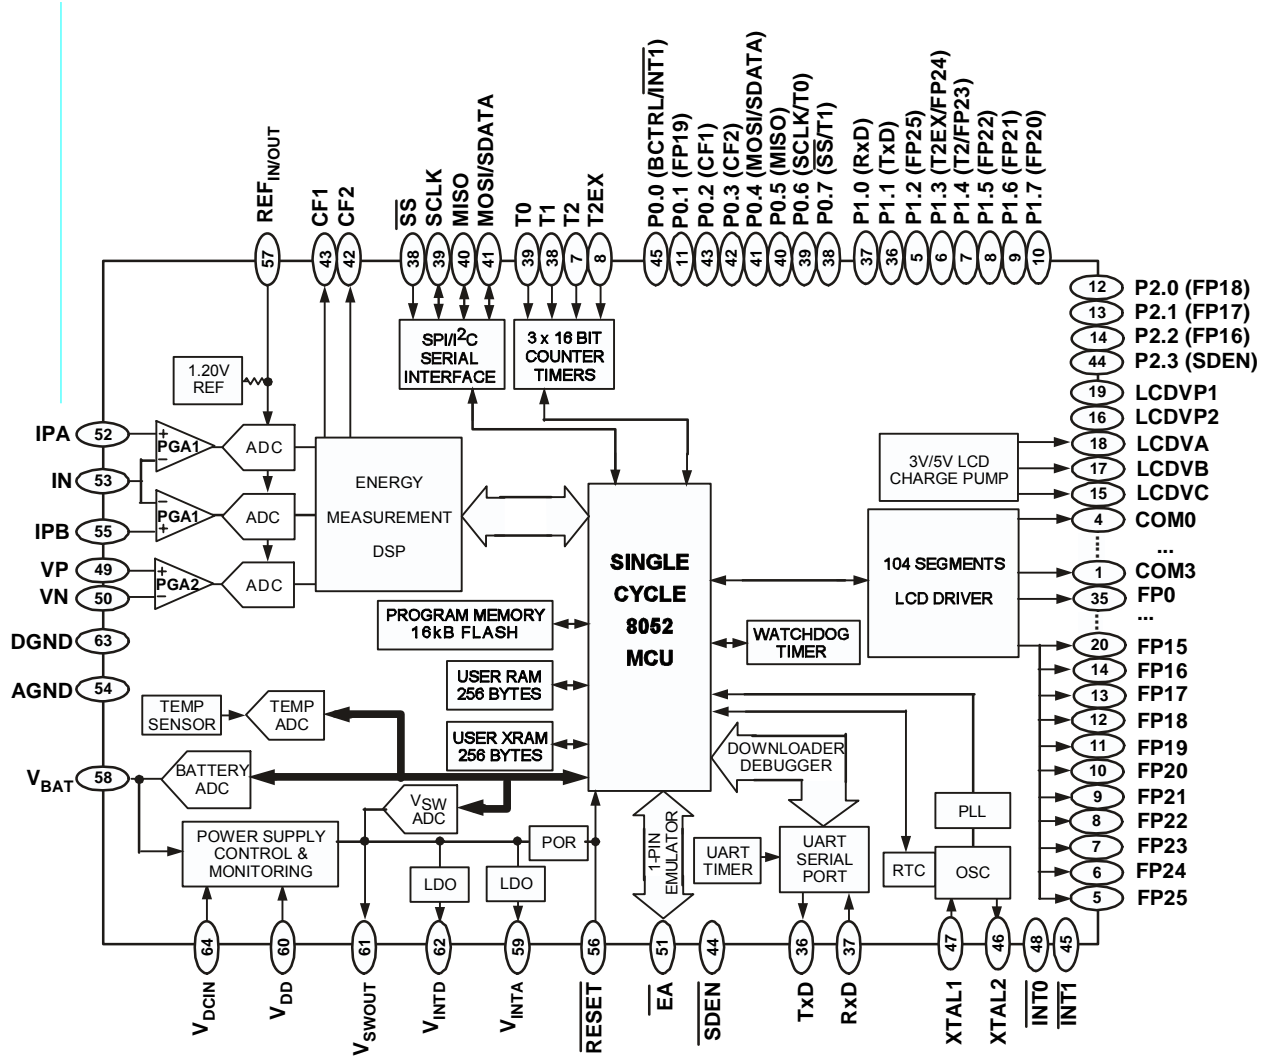 REF IN/OUT
CF1
CF2
SS
SCLK
MISO
MOSI/SDATA
T0
T1
T2
T2EX
P0.0 (BCTRL/INT1)
P0.1 (FP19)
P0.2 (CF1)
P0.3 (CF2)
P0.4 (MOSI/SDATA)
P0.5 (MISO)
P0.6 (SCLK/T0)
P0.7 (SS/T1)
P1.0 (RxD)
P1.1 (TxD)
P1.2 (FP25)
P1.3 (T2EX/FP24)
P1.4 (T2/FP23)
P1.5 (FP22)
P1.6 (FP21)
P1.7 (FP20)
57
43
42
38
39
40
41
39
38
7
8
45
11
43
42
41
40
39
38
37
36
5
6
7
8
9
10
12 P2.0 (FP18)
13 P2.1 (FP17)
14 P2.2 (FP16)
44 P2.3 (SDEN)
19 LCDVP1
16 LCDVP2
18 LCDVA
17 LCDVB
15 LCDVC
4 COM0
...
1 COM3
35 FP0
...
20 FP15
14 FP16
13 FP17
12 FP18
11 FP19
10 FP20
9 FP21
8 FP22
7 FP23
6 FP24
5 FP25
SPI/I2C
SERIAL
INTERFACE
3 x 16 BIT
COUNTER
TIMERS
1.20V
REF
IPA 52
IN 53
IPB 55
VP 49
VN 50
DGND 63
AGND 54
VBAT 58
+
PGA1
−
ADC
−
PGA1
+
ADC
+
PGA2
−
ADC
ENERGY
MEASUREMENT
DSP
3V/5V LCD
CHARGE PUMP
104 SEGMENTS
LCD DRIVER
SINGLE
CYCLE
8052
MCU
PROGRAM MEMORY
16kB FLASH
USER RAM
256 BYTES
USER XRAM
256 BYTES
WATCHDOG
TIMER
TEMP
SENSOR
TEMP
ADC
BATTERY
ADC
VSW
ADC
POWER SUPPLY
CONTROL &
MONITORING
LDO
LDO
POR
1-PIN
EMULATOR
DOWNLOADER
DEBUGGER
UART
TIMER
UART
SERIAL
PORT
PLL
RTC
OSC
64
60
61
62
59
56
51
44
36
37
47
46
48
45
VDCIN
VDD
VSWOUT
VINTD
VINTA
RESET
EA
SDEN
TxD
RxD
XTAL1
XTAL2
INT0
INT1